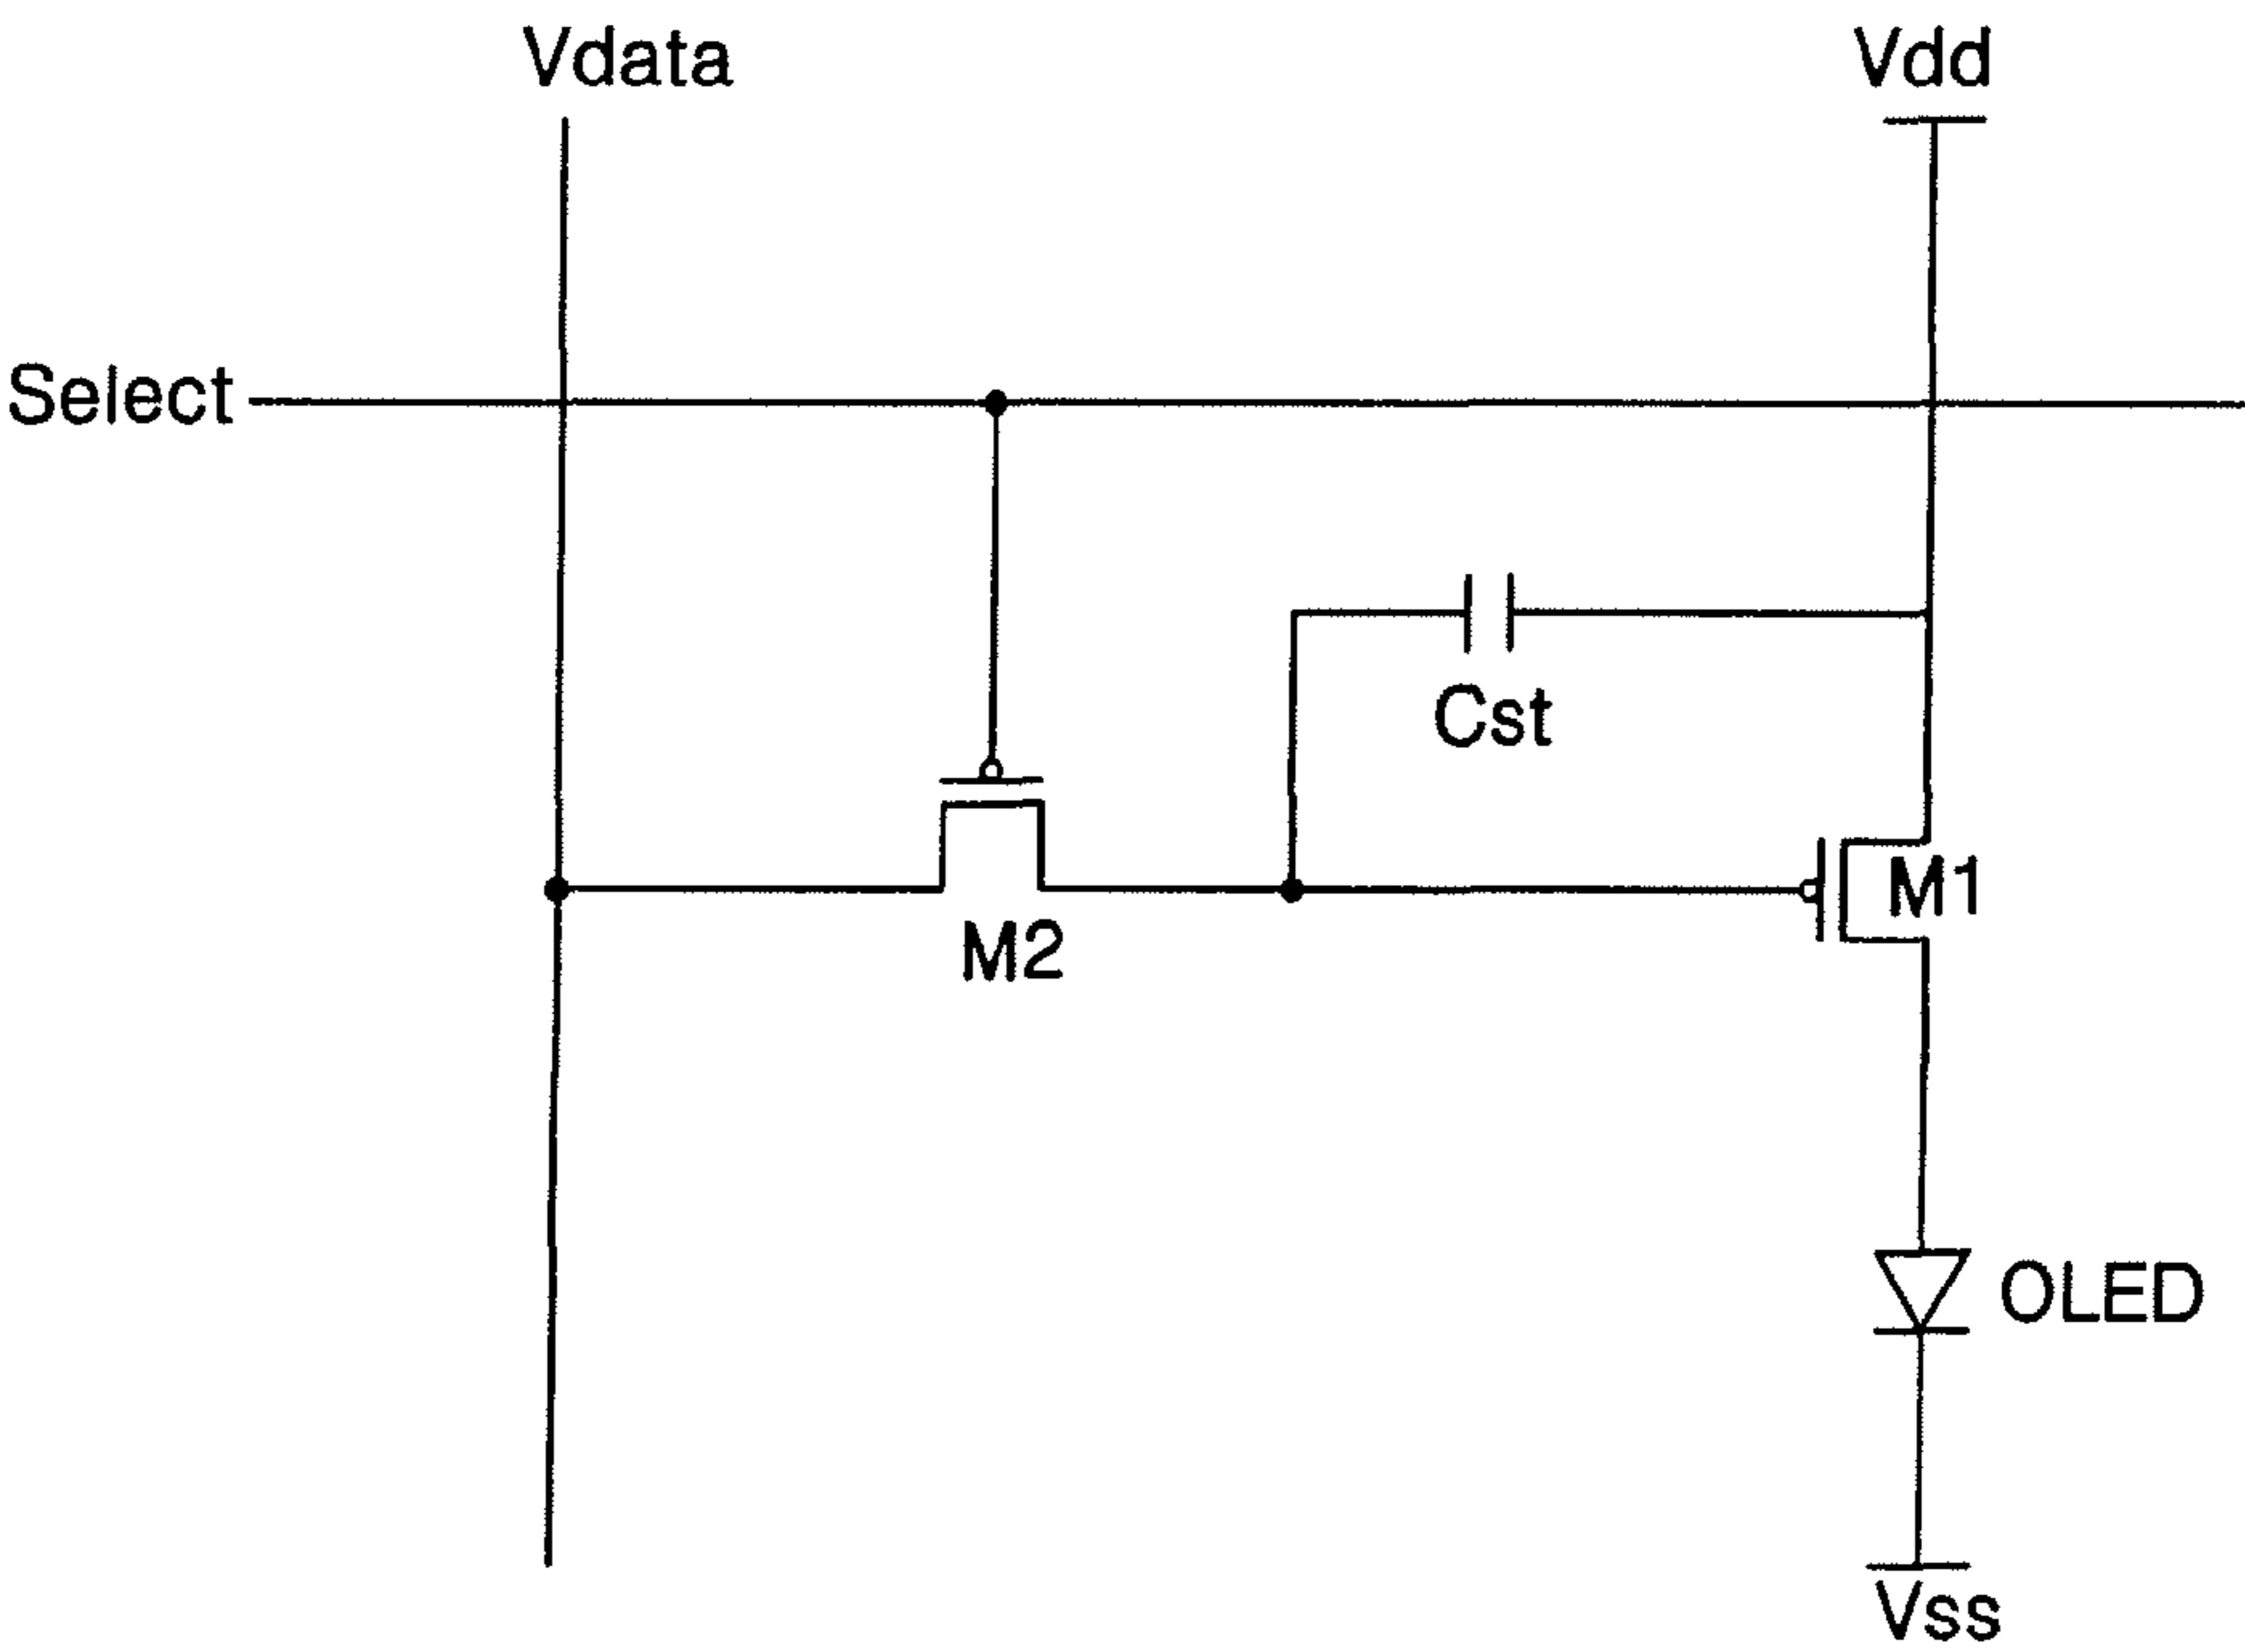 Vdata
Vdd
Select
Cst
M1
M2
OLED
Vss